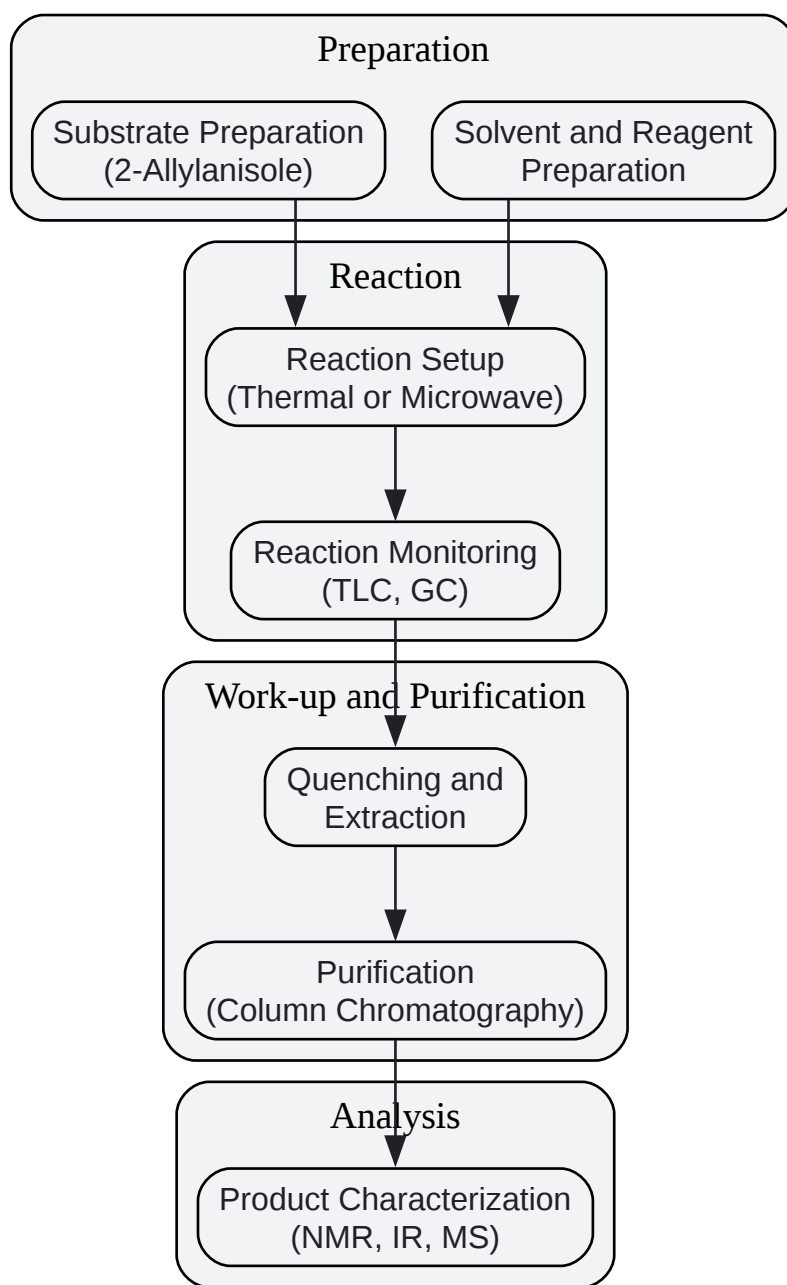 Preparation
Substrate Preparation
(2-Allylanisole)
Solvent and Reagent
Preparation
Reaction
Reaction Setup
(Thermal or Microwave)
Reaction Monitoring
(TLC, GC)
Work-up and Purification
Quenching and
Extraction
Purification
(Column Chromatography)
Analysis
Product Characterization
(NMR, IR, MS)